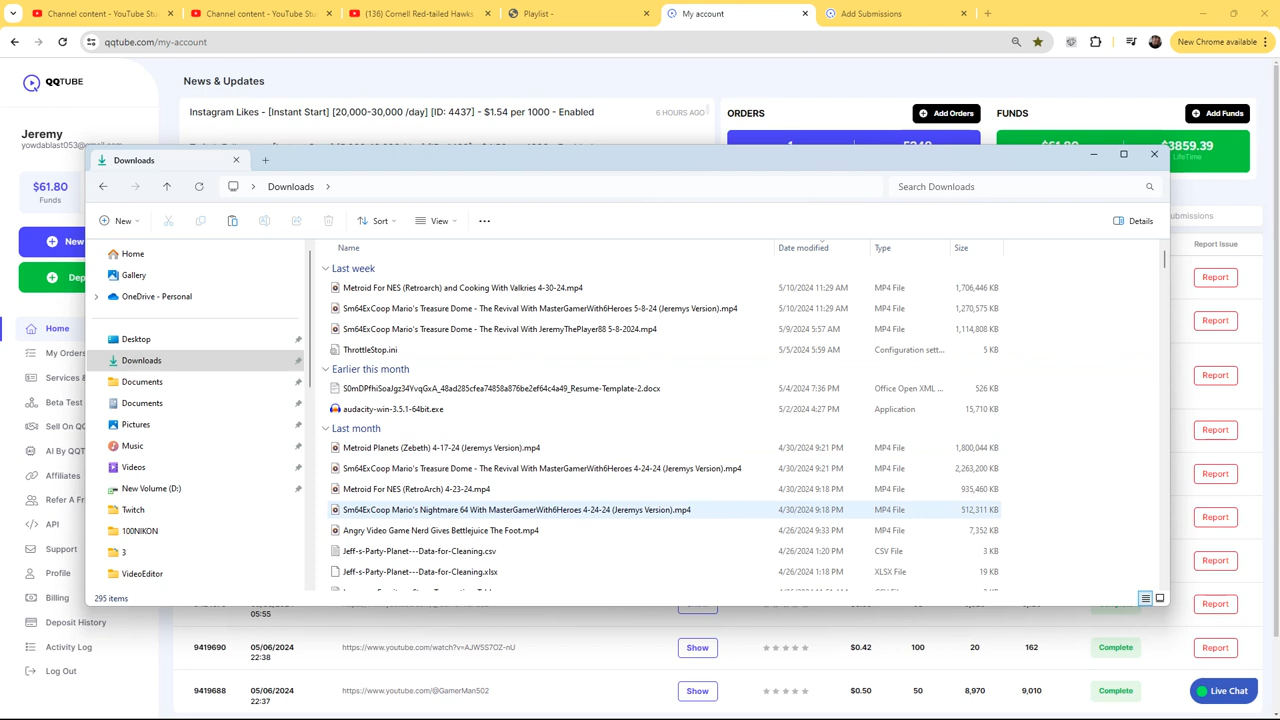 Channel content - YouTube Stud
Channel content - YouTube Stud
(136) Cornell Red-tailed Hawks
Playlist -
My account
Add Submissions
qqtube.com/my-account
New Chrome available
QQTUBE
News & Updates
Instagram Likes - [Instant Start] [20,000-30,000 /day] [ID: 4437] - $1.54 per 1000 - Enabled
6 HOURS AGO
ORDERS
Add Orders
FUNDS
Add Funds
Jeremy
$3859.39
LifeTime
$61.80
Funds
Downloads
Downloads
Search Downloads
New
Sort
View
Details
Name
Date modified
Type
Size
Home
Gallery
OneDrive - Personal
Desktop
Downloads
Documents
Documents
Pictures
Music
Videos
New Volume (D:)
Twitch
100NIKON
3
VideoEditor
Last week
Metroid For NES (Retroarch) and Cooking With Valkries 4-30-24.mp4 5/10/2024 11:29 AM MP4 File 1,706,446 KB
Sm64ExCoop Mario's Treasure Dome - The Revival With MasterGamerWith6Heroes 5-8-24 (Jeremys Version).mp4 5/10/2024 11:29 AM MP4 File 1,270,575 KB
Sm64ExCoop Mario's Treasure Dome - The Revival With JeremyThePlayer88 5-8-2024.mp4 5/9/2024 5:57 AM MP4 File 1,114,808 KB
ThrottleStop.ini 5/5/2024 5:59 AM Configuration sett... 5 KB
Earlier this month
S0mDPfhiSoaJgz34YvqGxA_48ad285cfea74858a876be2ef64c4a49_Resume-Template-2.docx 5/4/2024 7:36 PM Office Open XML ... 526 KB
audacity-win-3.5.1-64bit.exe 5/2/2024 4:27 PM Application 15,710 KB
Last month
Metroid Planets (Zebeth) 4-17-24 (Jeremys Version).mp4 4/30/2024 9:21 PM MP4 File 1,800,044 KB
Sm64ExCoop Mario's Treasure Dome - The Revival With MasterGamerWith6Heroes 4-24-24 (Jeremys Version).mp4 4/30/2024 9:21 PM MP4 File 2,263,200 KB
Metroid For NES (RetroArch) 4-23-24.mp4 4/30/2024 9:18 PM MP4 File 935,460 KB
Sm64ExCoop Mario's Nightmare 64 With MasterGamerWith6Heroes 4-24-24 (Jeremys Version).mp4 4/30/2024 9:18 PM MP4 File 512,311 KB
Angry Video Game Nerd Gives Bettlejuice The Foot.mp4 4/26/2024 9:33 PM MP4 File 7,352 KB
Jeff-s-Party-Planet---Data-for-Cleaning.csv 4/26/2024 1:20 PM CSV File 3 KB
Jeff-s-Party-Planet---Data-for-Cleaning.xlsx 4/26/2024 1:18 PM XLSX File 19 KB
295 items
New
Dep
Home
My Orders
Services &
Beta Test
Sell On QQ
AI By QQT
Affiliates
Refer A Fr
API
Support
Profile
Billing
Deposit History
Activity Log
Log Out
ubmissions
Report Issue
Report
Report
Report
Report
Report
Report
Report
Report
05:55
9419690 05/06/2024 https://www.youtube.com/watch?v=AJW5S7OZ-nU Show $0.42 100 20 162 Complete Report
22:38
9419688 05/06/2024 https://www.youtube.com/@GamerMan502 Show $0.50 50 8,970 9,010 Complete
22:37
Live Chat